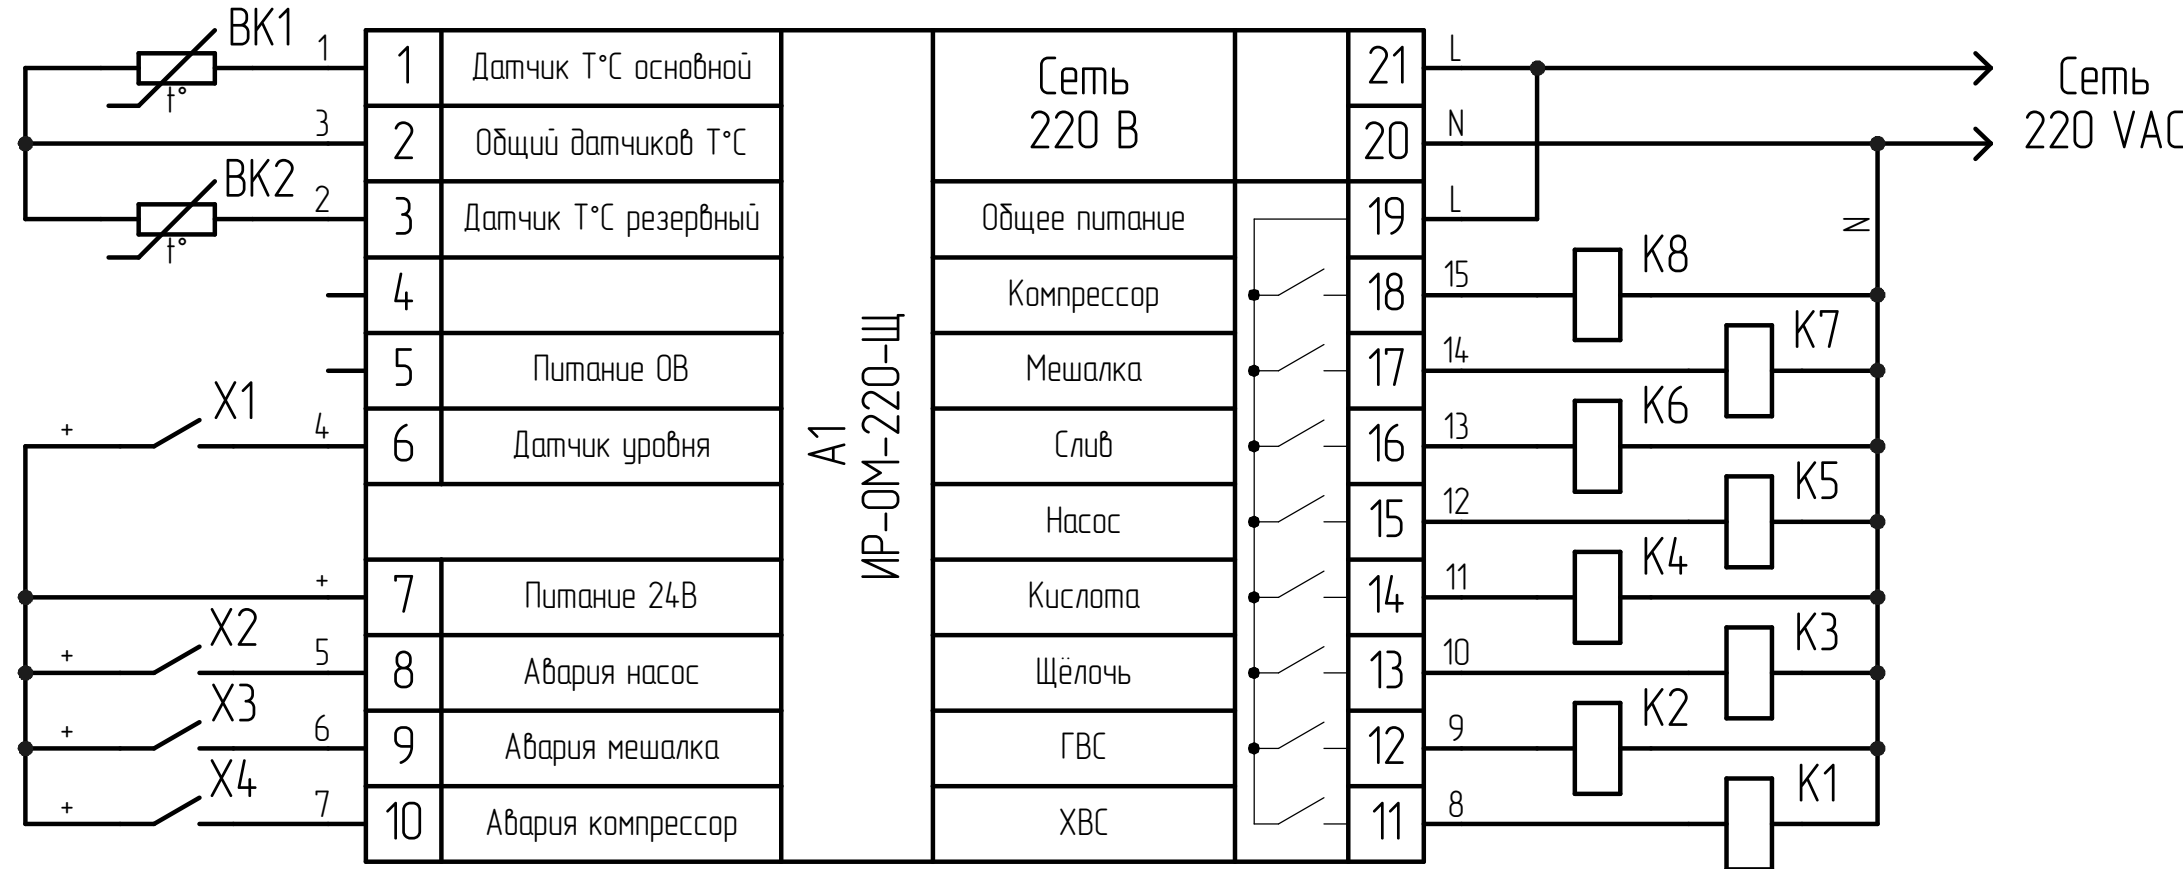 BK1
1
1
Датчик T°C основной
t°
3
2
Общий датчиков T°C
BK2
2
3
Датчик T°C резервный
t°
4
5
Питание 0В
X1
+
4
6
Датчик уровня
+
7
Питание 24В
X2
+
5
8
Авария насос
X3
+
6
9
Авария мешалка
X4
+
7
10
Авария компрессор
A1
ИР-ОМ-220-Щ
Сеть
220 В
21
L
20
N
Общее питание
19
L
Компрессор
18
15
K8
Мешалка
17
14
K7
Слив
16
13
K6
Насос
15
12
K5
Кислота
14
11
K4
Щёлочь
13
10
K3
ГВС
12
9
K2
ХВС
11
8
K1
N
Сеть
220 VAC